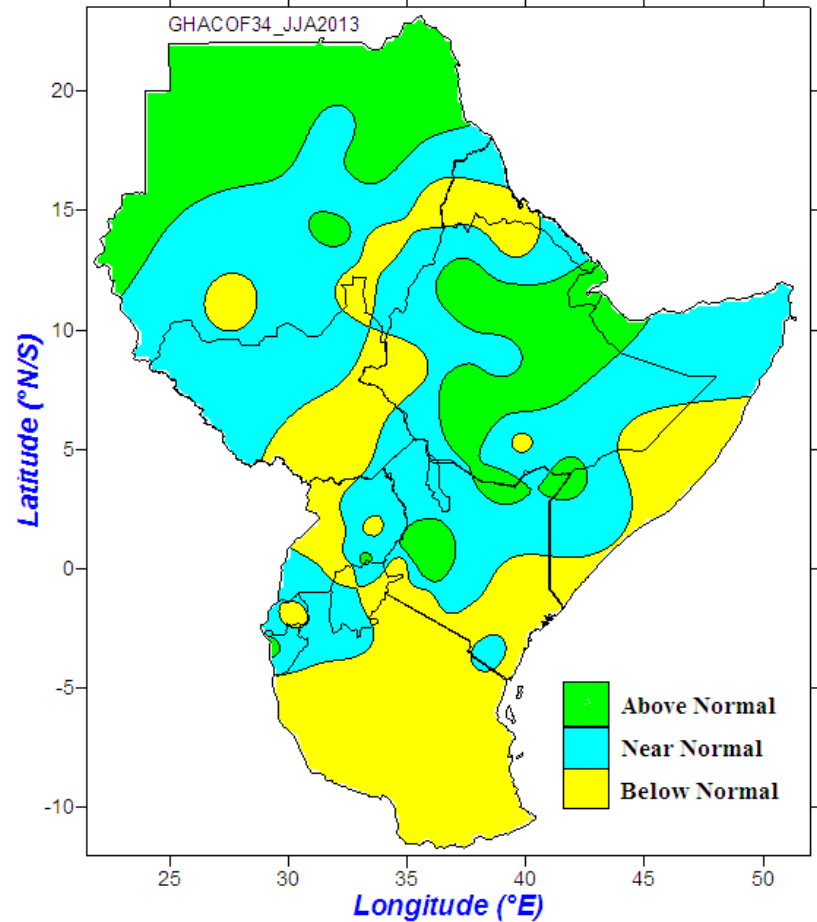 GHACOF34_JJA2013
20
15
10
5
0
-5
-10
Latitude (°N/S)
Above Normal
Near Normal
Below Normal
25 30 35 40 45 50
Longitude (°E)